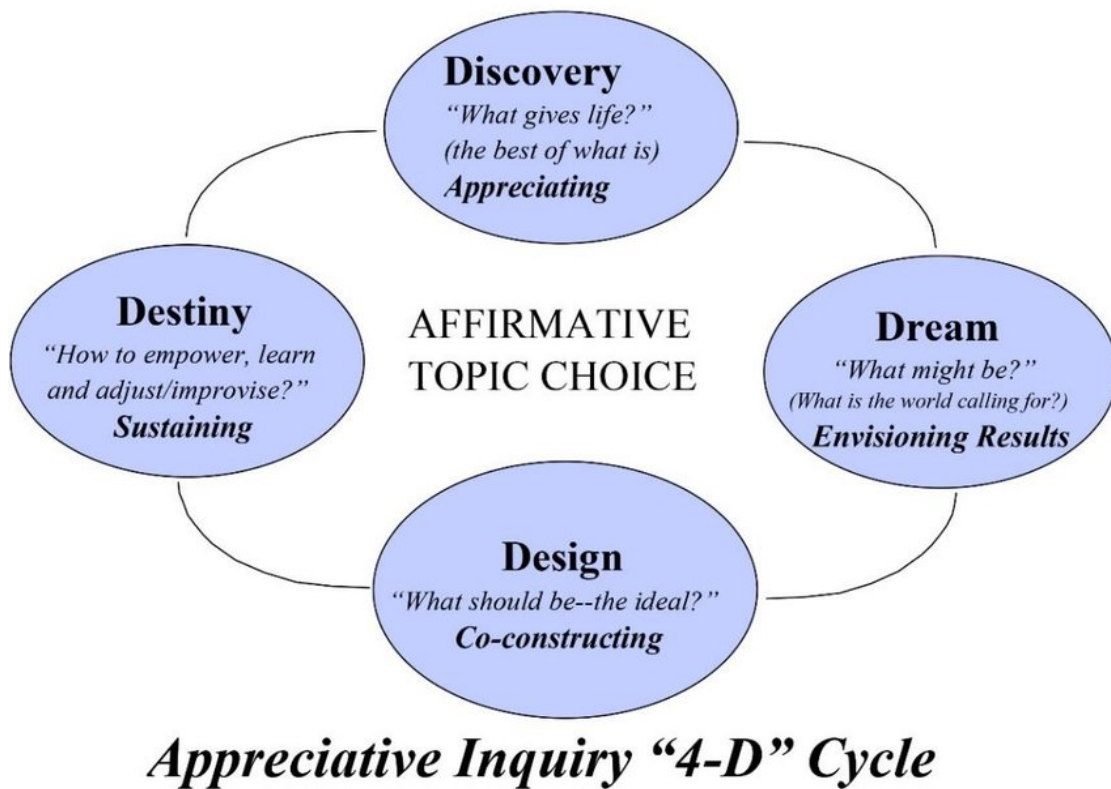 Discovery
“What gives life?”
(the best of what is)
Appreciating
Destiny
“How to empower, learn
and adjust/improvise?”
Sustaining
AFFIRMATIVE
TOPIC CHOICE
Dream
“What might be?”
(What is the world calling for?)
Envisioning Results
Design
“What should be--the ideal?”
Co-constructing
Appreciative Inquiry “4-D” Cycle